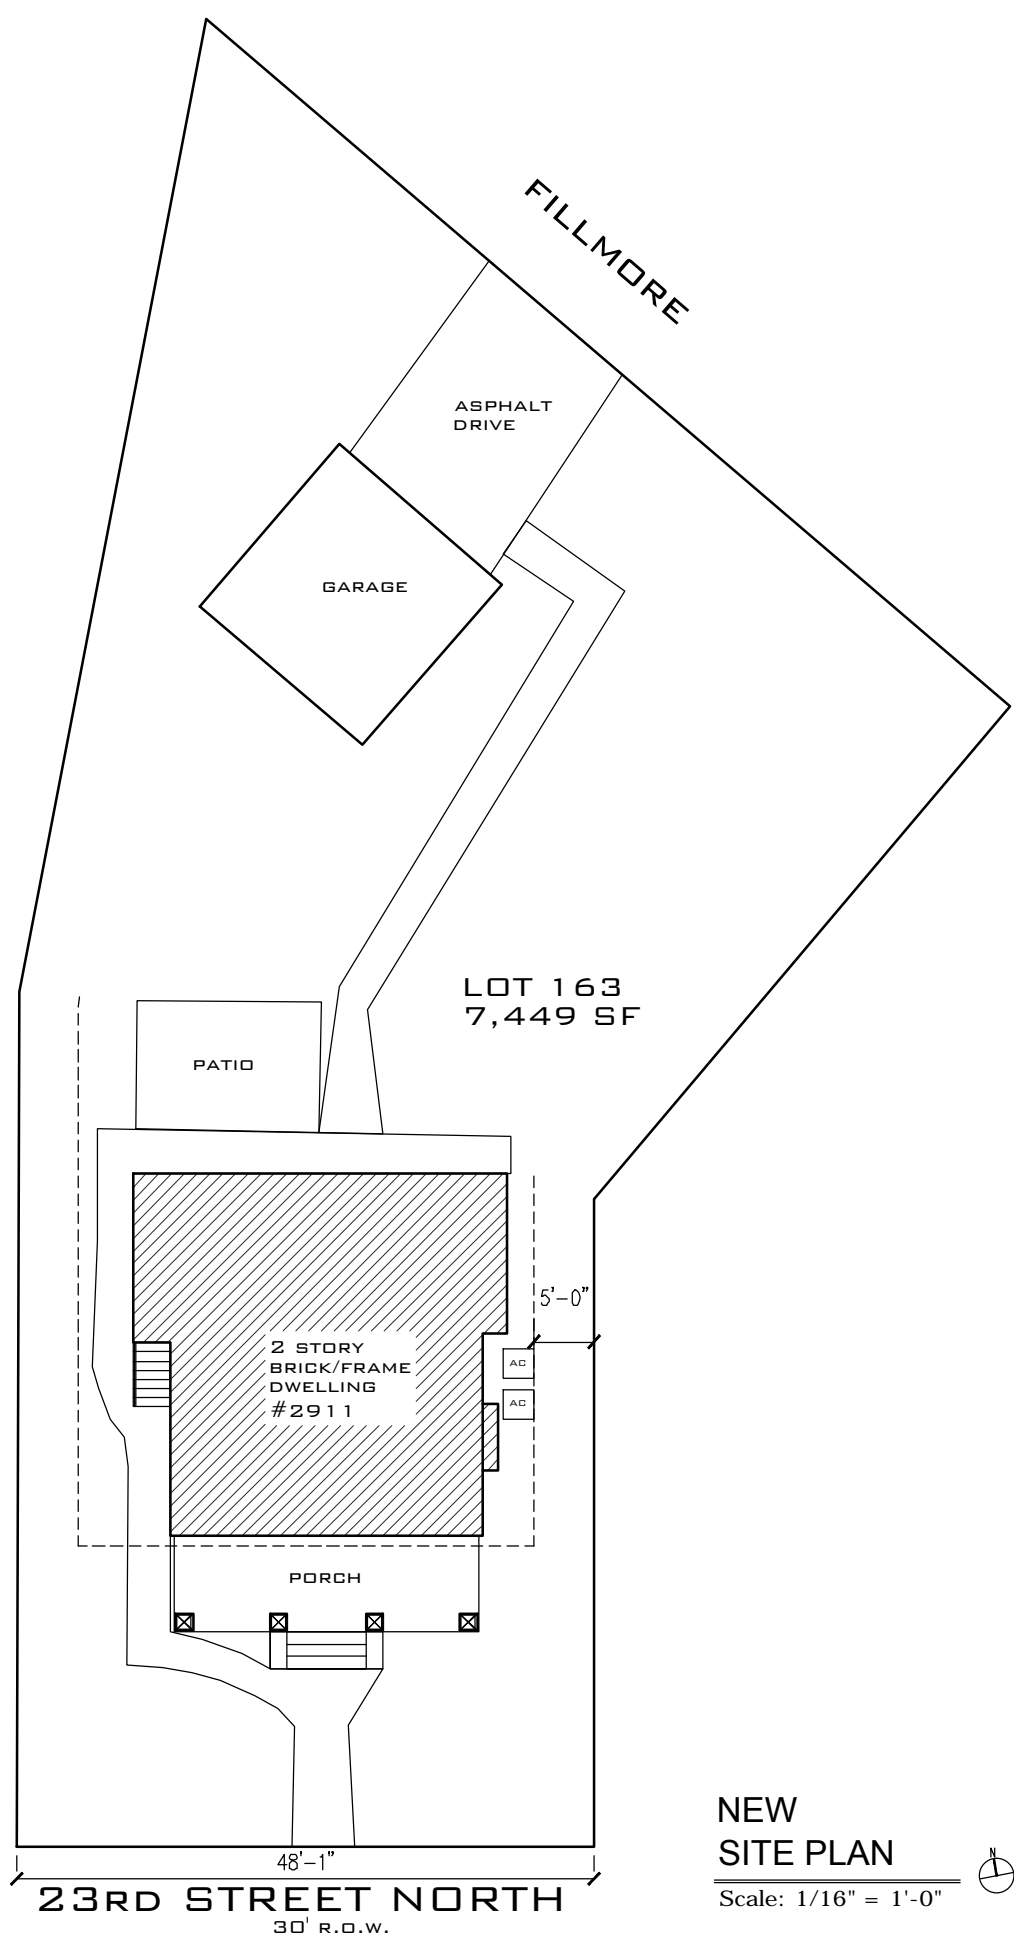 FILLMORE
ASPHALT
DRIVE
GARAGE
LOT 163
7,449 SF
PATIO
5'-0"
2 STORY
BRICK/FRAME
DWELLING
#2911
AC
AC
PORCH
48'-1"
23RD STREET NORTH
30' R.O.W.
NEW
SITE PLAN
Scale: 1/16" = 1'-0"
N